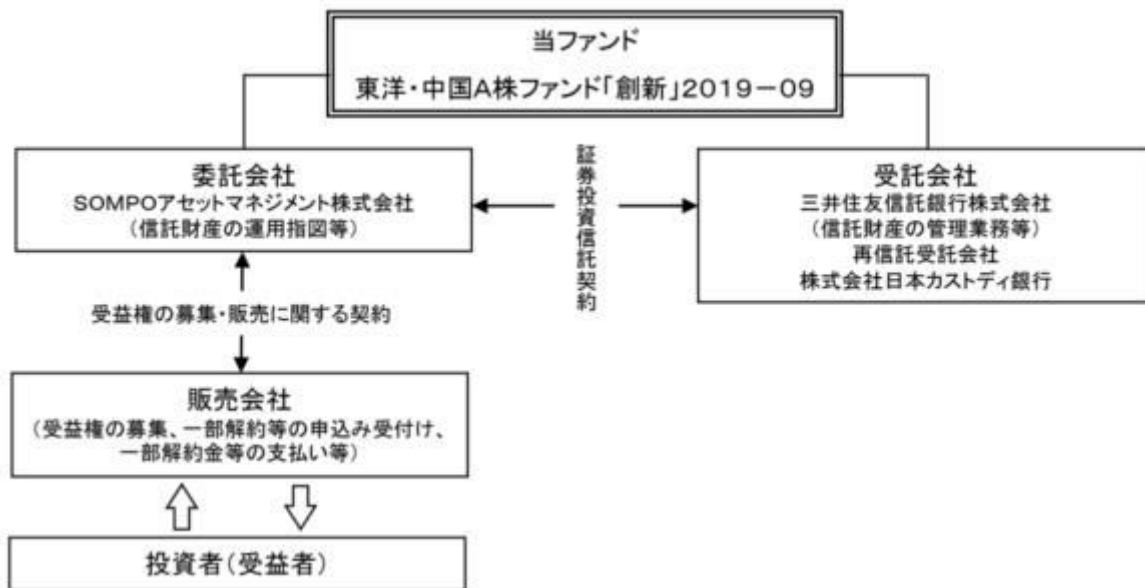 当ファンド
東洋・中国A株ファンド「創新」2019-09
委託会社
SOMPOアセットマネジメント株式会社
(信託財産の運用指図等)
証券投資信託契約
受託会社
三井住友信託銀行株式会社
(信託財産の管理業務等)
再信託受託会社
株式会社日本カストディ銀行
受益権の募集・販売に関する契約
販売会社
(受益権の募集、一部解約等の申込み受付け、
一部解約金等の支払い等)
投資者(受益者)